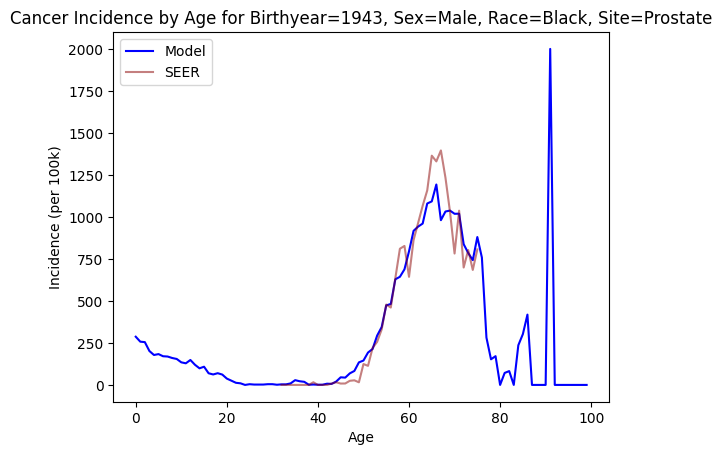 Cancer Incidence by Age for Birthyear=1943, Sex=Male, Race=Black, Site=Prostate
Model
SEER
Incidence (per 100k)
2000
1750
1500
1250
1000
750
500
250
0
0 20 40 60 80 100
Age